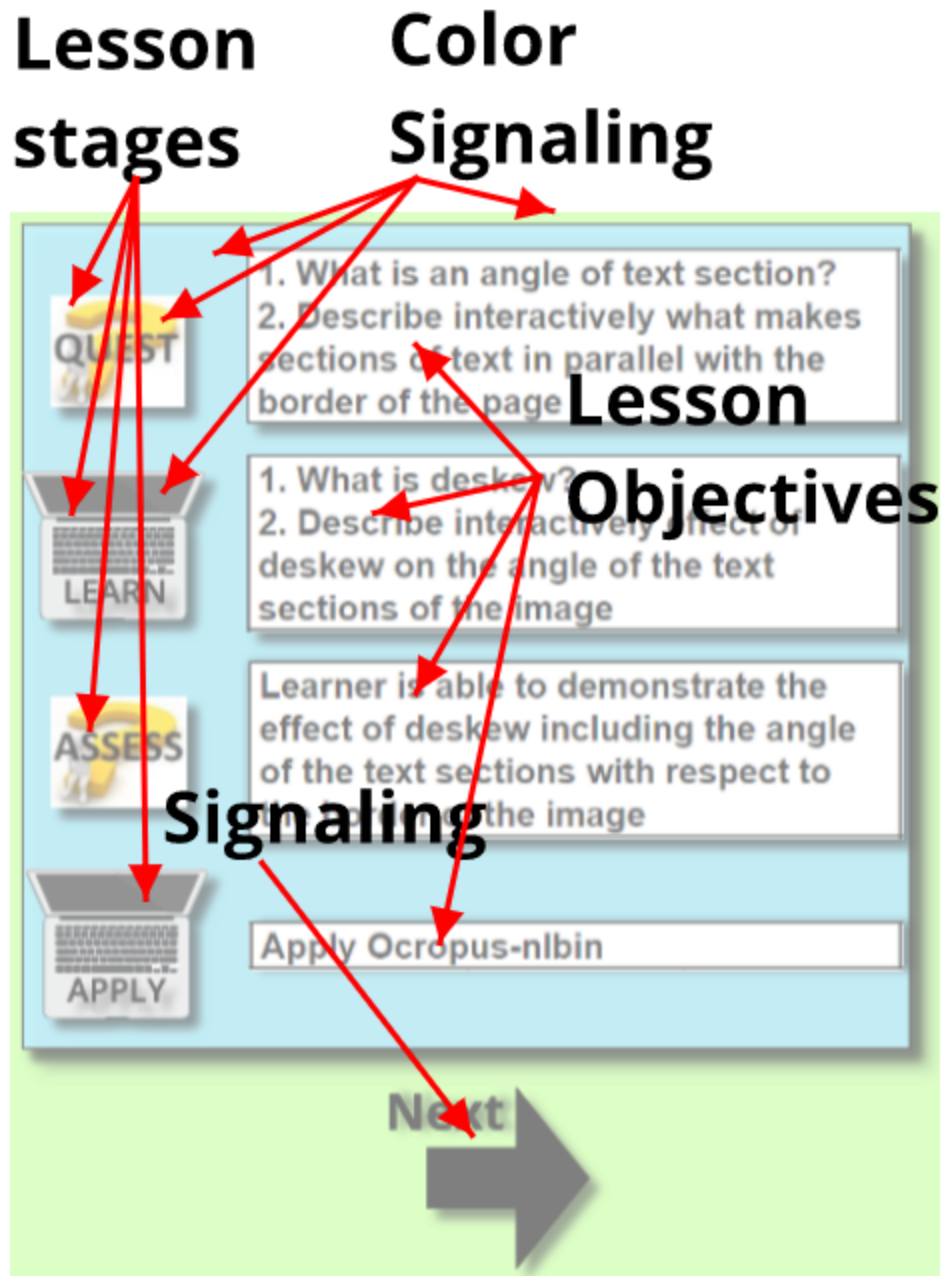 Lesson
stages
Color
Signaling
QUEST
1. What is an angle of text section?
2. Describe interactively what makes
sections of text in parallel with the
border of the page
Lesson
Objectives
LEARN
1. What is deskew?
2. Describe interactively effect of
deskew on the angle of the text
sections of the image
ASSESS
Learner is able to demonstrate the
effect of deskew including the angle
of the text sections with respect to
the border of the image
Signaling
APPLY
Apply Ocropus-nlbin
Next